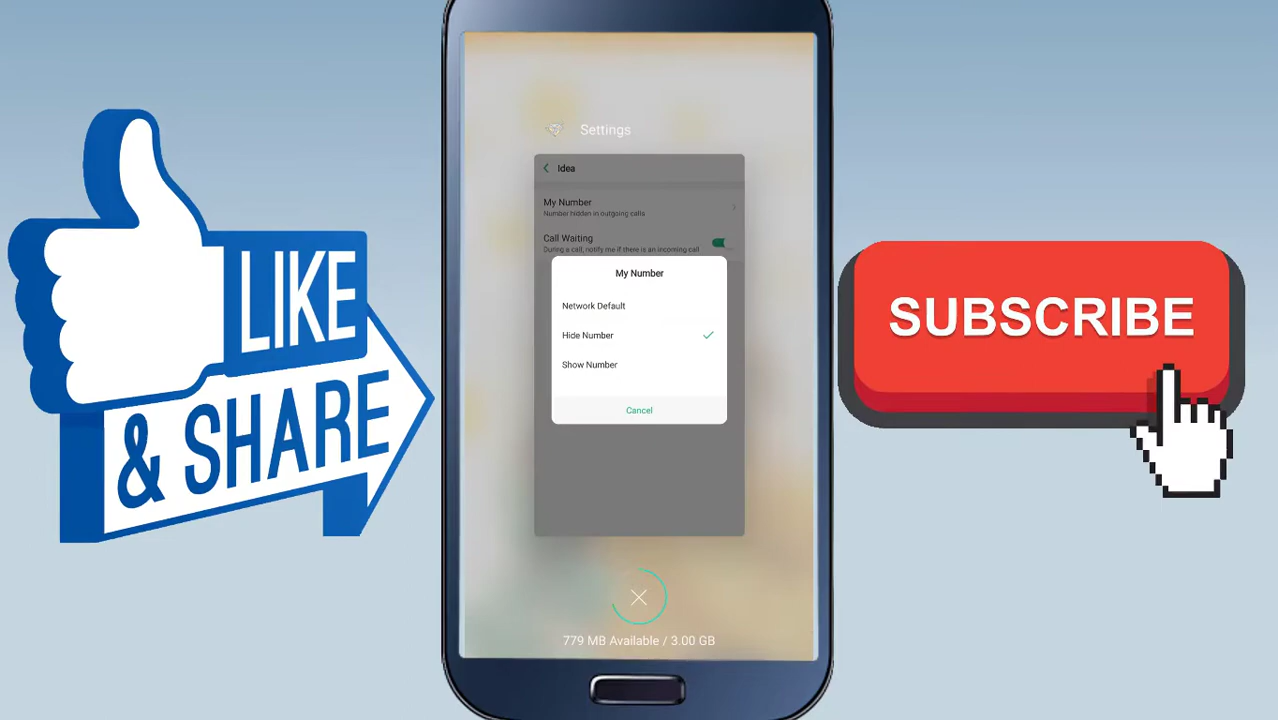 LIKE
& SHARE
Settings
Idea
My Number
Number hidden in outgoing calls
Call Waiting
During a call, notify me if there is an incoming call
My Number
Network Default
Hide Number
Show Number
Cancel
779 MB Available / 3.00 GB
SUBSCRIBE